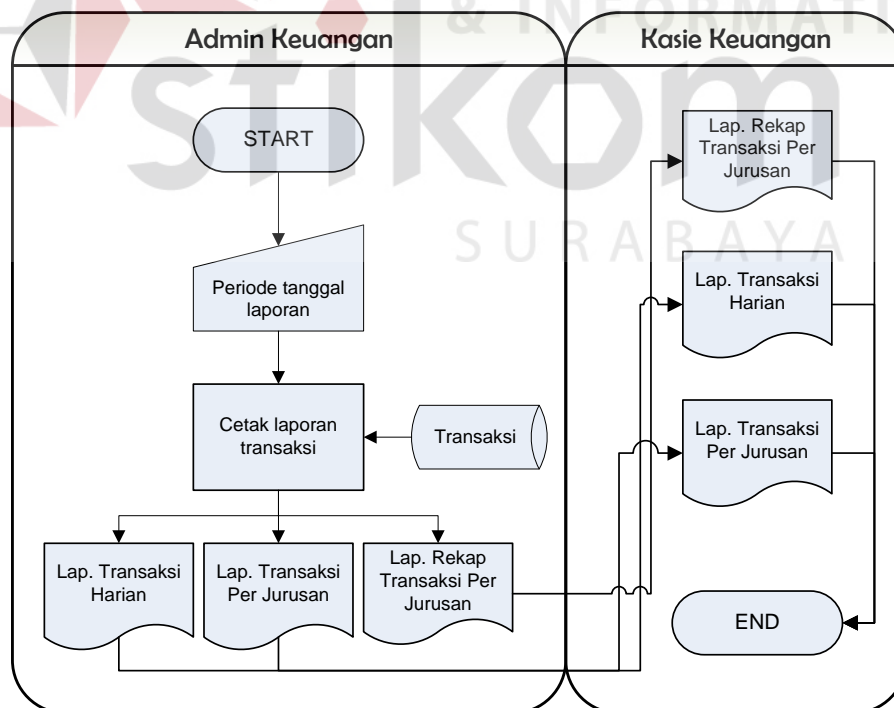 & INFORMATI
stikom
SURABAYA
Admin Keuangan
Kasie Keuangan
START
Periode tanggal
laporan
Cetak laporan
transaksi
Transaksi
Lap. Transaksi
Harian
Lap. Transaksi
Per Jurusan
Lap. Rekap
Transaksi Per
Jurusan
Lap. Rekap
Transaksi Per
Jurusan
Lap. Transaksi
Harian
Lap. Transaksi
Per Jurusan
END